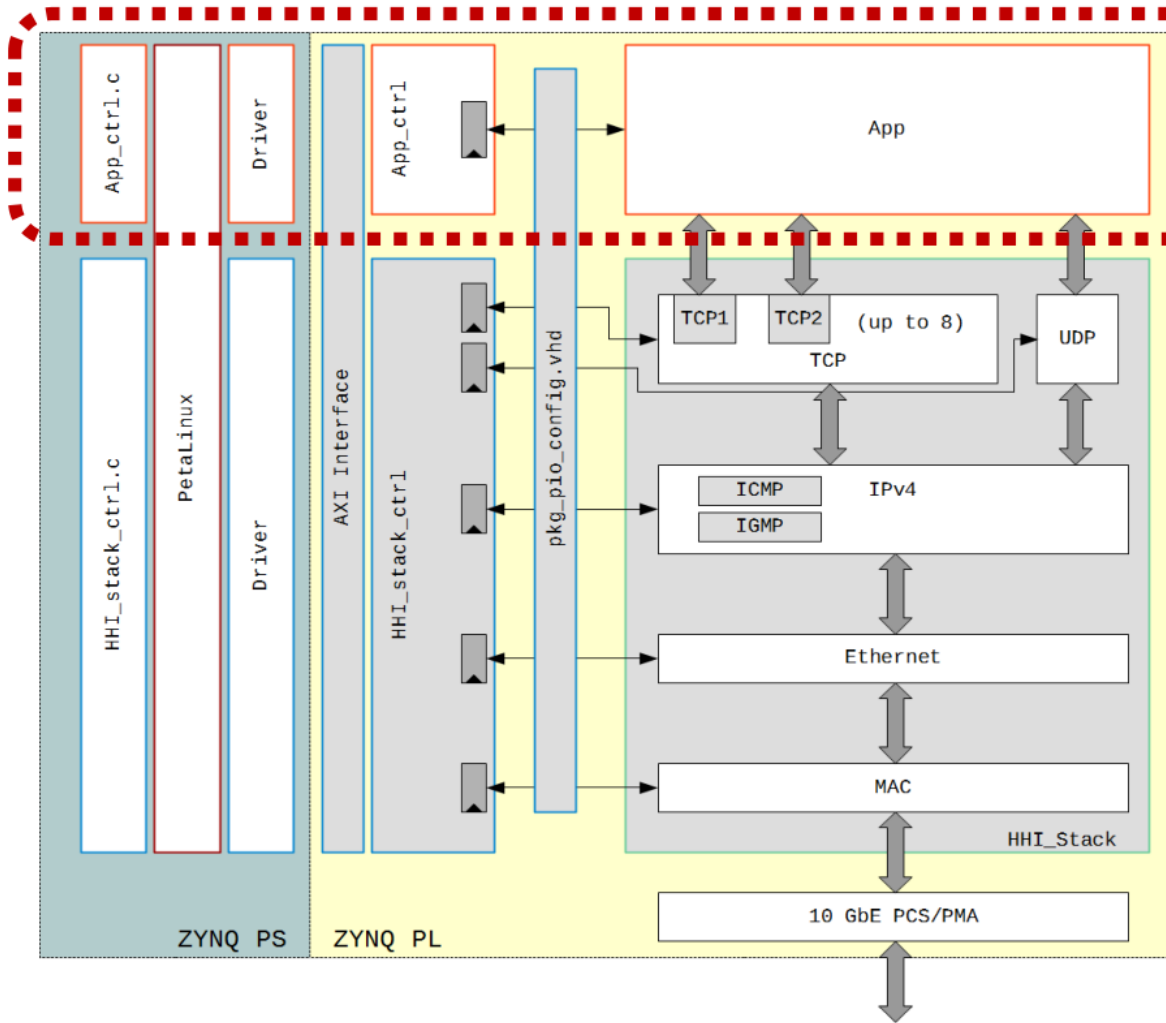 App_ctrl.c
Driver
App_ctrl
App
PetaLinux
AXI Interface
pkg_pio_config.vhd
HHI_stack_ctrl.c
Driver
HHI_stack_ctrl
TCP1
TCP2
(up to 8)
TCP
UDP
ICMP
IPv4
IGMP
Ethernet
MAC
HHI_Stack
10 GbE PCS/PMA
ZYNQ PS
ZYNQ PL